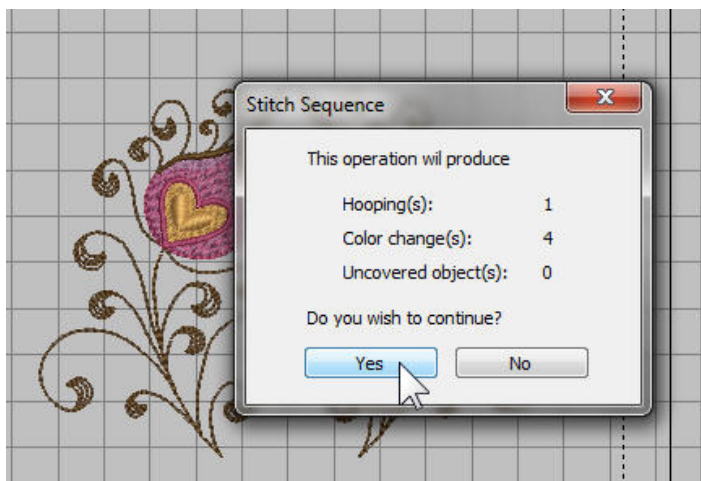 Stitch Sequence
This operation wil produce
Hooping(s): 1
Color change(s): 4
Uncovered object(s): 0
Do you wish to continue?
Yes No